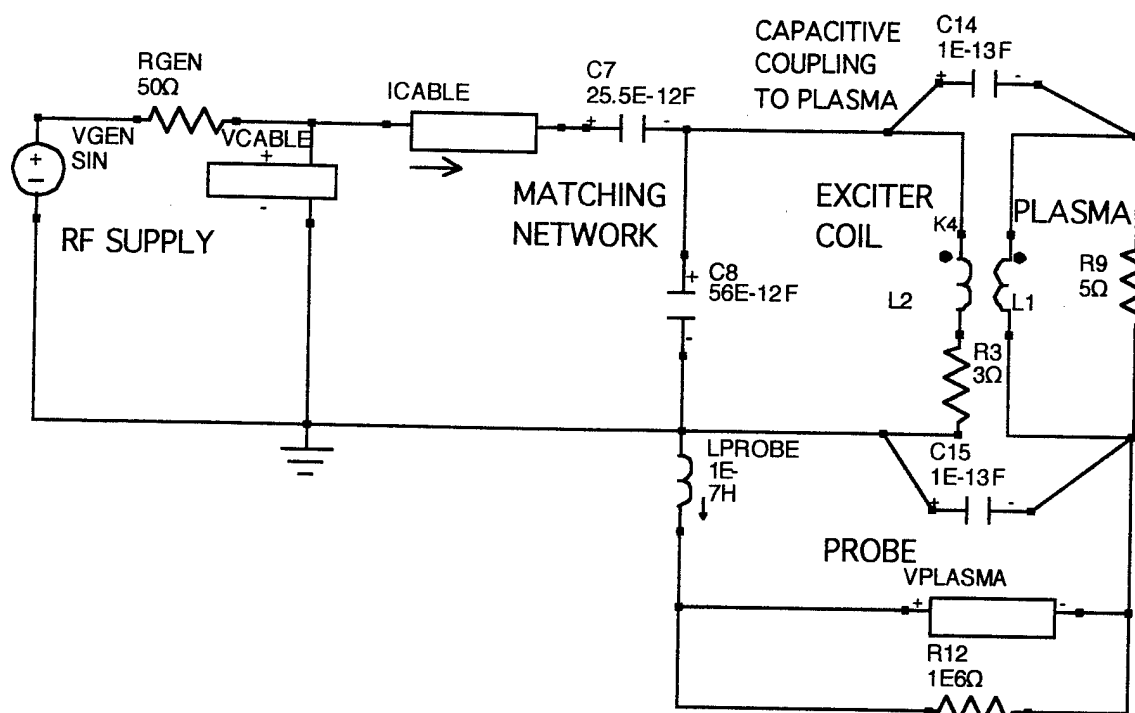 CAPACITIVE
COUPLING
TO PLASMA
C14
1E-13F
+ -
RGEN
50Ω
ICABLE
C7
25.5E-12F
+ -
VGEN
SIN
VCABLE
+
-
+
–
RF SUPPLY
MATCHING
NETWORK
EXCITER
COIL
K4
PLASMA
C8
56E-12F
+
-
L2
L1
R9
5Ω
R3
3Ω
LPROBE
1E-
7H
C15
1E-13F
+ -
PROBE
VPLASMA
+ -
R12
1E6Ω